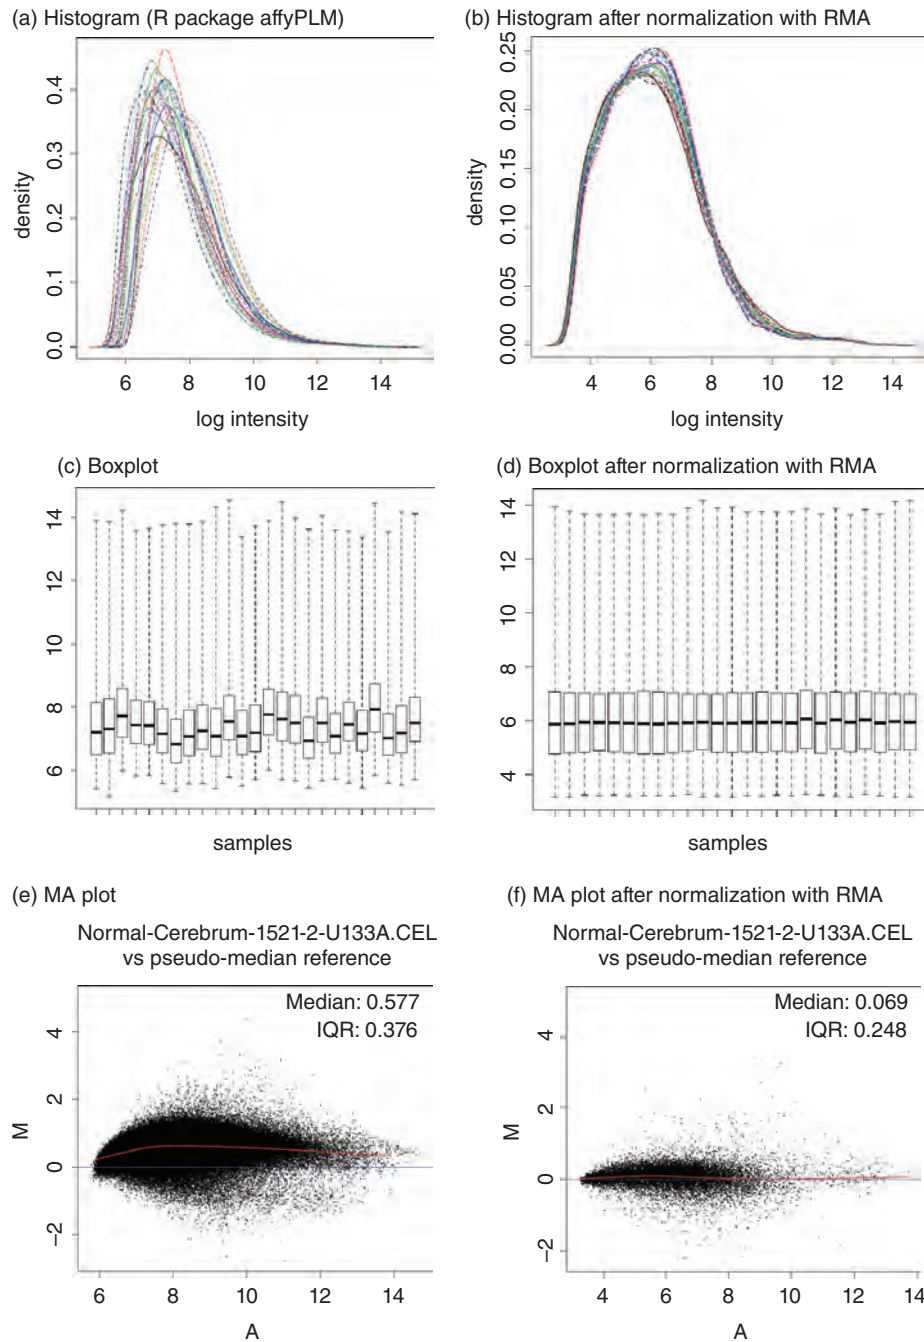 (a) Histogram (R package affyPLM)
density
0.4
0.3
0.2
0.1
0.0
6 8 10 12 14
log intensity
(b) Histogram after normalization with RMA
density
0.25
0.20
0.15
0.10
0.05
0.00
4 6 8 10 12 14
log intensity
(c) Boxplot
14
12
10
8
6
samples
(d) Boxplot after normalization with RMA
14
12
10
8
6
4
samples
(e) MA plot
Normal-Cerebrum-1521-2-U133A.CEL
vs pseudo-median reference
Median: 0.577
IQR: 0.376
M
4
2
0
−2
6 8 10 12 14
A
(f) MA plot after normalization with RMA
Normal-Cerebrum-1521-2-U133A.CEL
vs pseudo-median reference
Median: 0.069
IQR: 0.248
M
4
2
0
−2
4 6 8 10 12 14
A